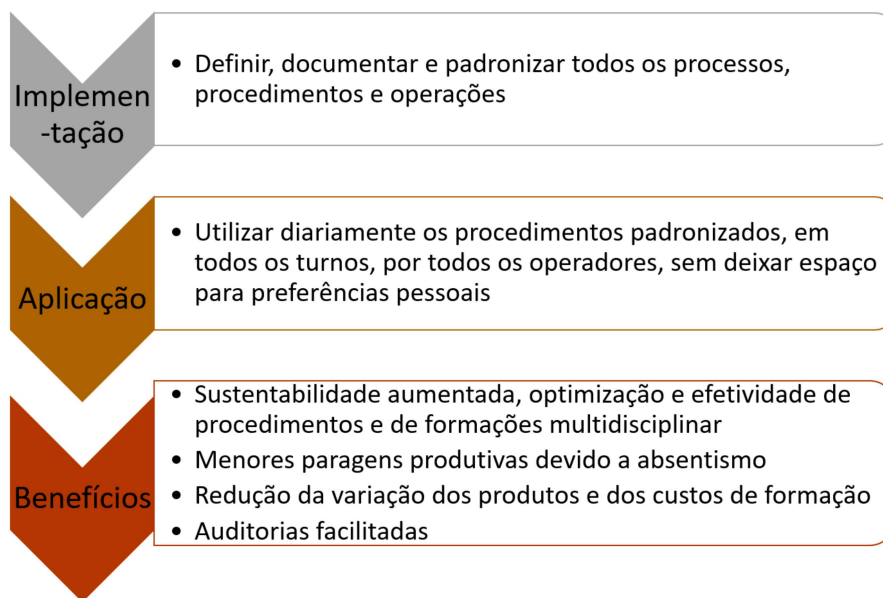 Implemen
-tação
• Definir, documentar e padronizar todos os processos,
procedimentos e operações
Aplicação
• Utilizar diariamente os procedimentos padronizados, em
todos os turnos, por todos os operadores, sem deixar espaço
para preferências pessoais
Benefícios
• Sustentabilidade aumentada, optimização e efetividade de
procedimentos e de formações multidisciplinar
• Menores paragens produtivas devido a absentismo
• Redução da variação dos produtos e dos custos de formação
• Auditorias facilitadas